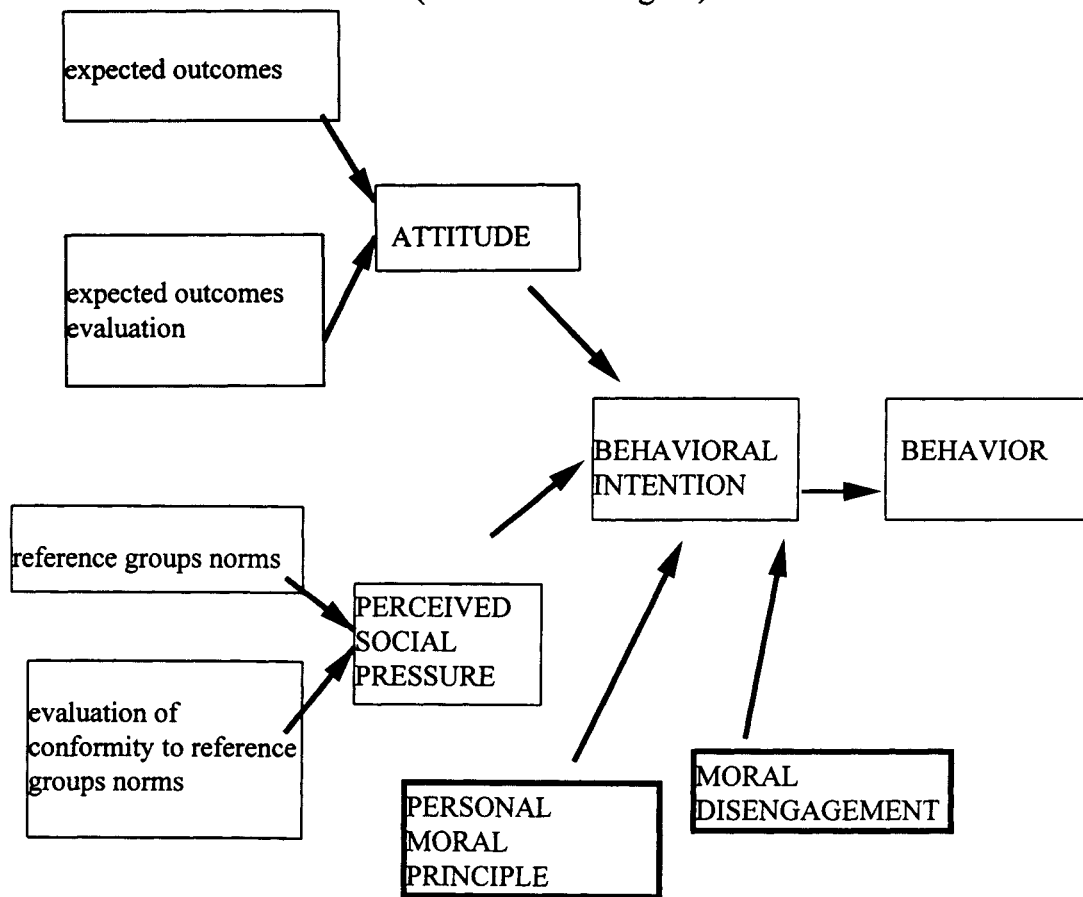 expected outcomes
ATTITUDE
expected outcomes
evaluation
BEHAVIORAL
INTENTION
BEHAVIOR
reference groups norms
PERCEIVED
SOCIAL
PRESSURE
evaluation of
conformity to reference
groups norms
MORAL
DISENGAGEMENT
PERSONAL
MORAL
PRINCIPLE